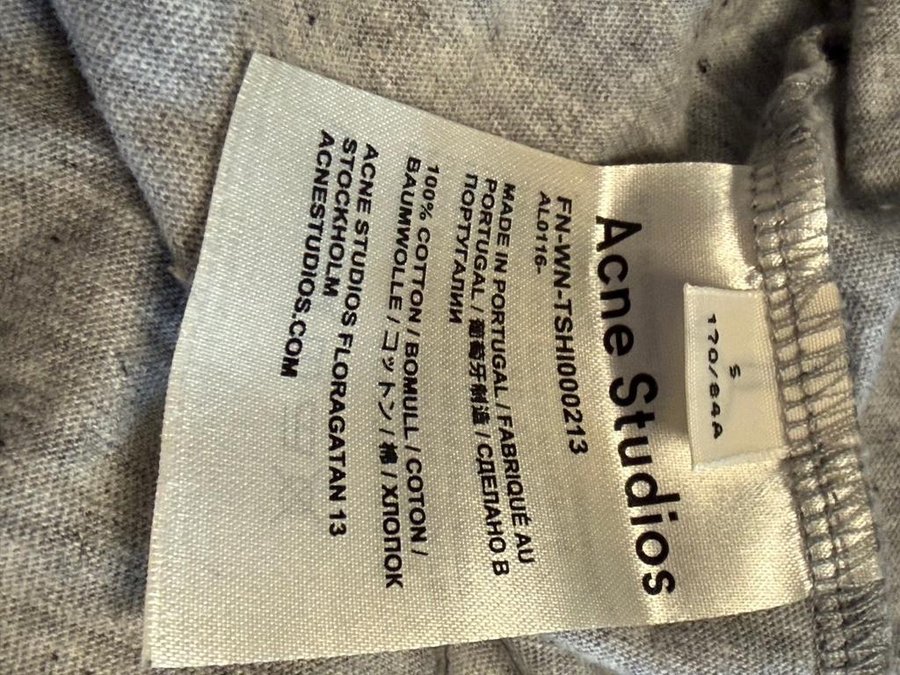 S
170/84A
Acne Studios
FN-WN-TSHI000213
AL0116-
MADE IN PORTUGAL / FABRIQUÉ AU
PORTUGAL / 葡萄牙制造 / СДЕЛАНО В
ПОРТУГАЛИИ
100% COTTON / BOMULL / COTON /
BAUMWOLLE / コットン / 棉 / ХЛОПОК
ACNE STUDIOS FLORAGATAN 13
STOCKHOLM
ACNESTUDIOS.COM